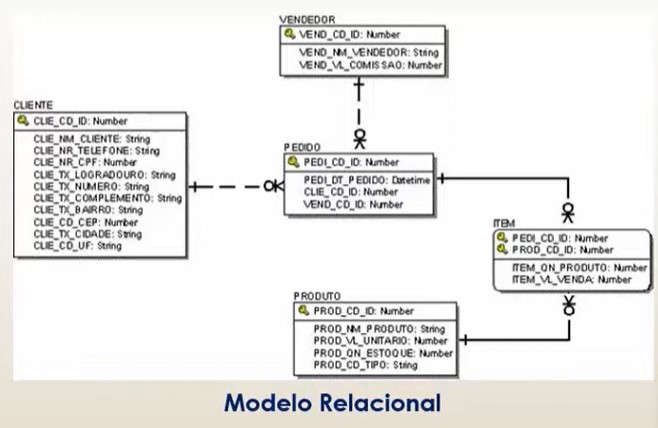 VENDEDOR
VEND_CD_ID: Number
VEND_NM_VENDEDOR: String
VEND_VL_COMISSAO: Number
CLIENTE
CLIE_CD_ID: Number
CLIE_NM_CLIENTE: String
CLIE_NR_TELEFONE: String
CLIE_NR_CPF: Number
CLIE_TX_LOGRADOURO: String
CLIE_TX_NUMERO: String
CLIE_TX_COMPLEMENTO: String
CLIE_TX_BAIRRO: String
CLIE_CD_CEP: Number
CLIE_TX_CIDADE: String
CLIE_CD_UF: String
PEDIDO
PEDI_CD_ID: Number
PEDI_DT_PEDIDO: Datetime
CLIE_CD_ID: Number
VEND_CD_ID: Number
ITEM
PEDI_CD_ID: Number
PROD_CD_ID: Number
ITEM_QN_PRODUTO: Number
ITEM_VL_VENDA: Number
PRODUTO
PROD_CD_ID: Number
PROD_NM_PRODUTO: String
PROD_VL_UNITARIO: Number
PROD_QN_ESTOQUE: Number
PROD_CD_TIPO: String
Modelo Relacional